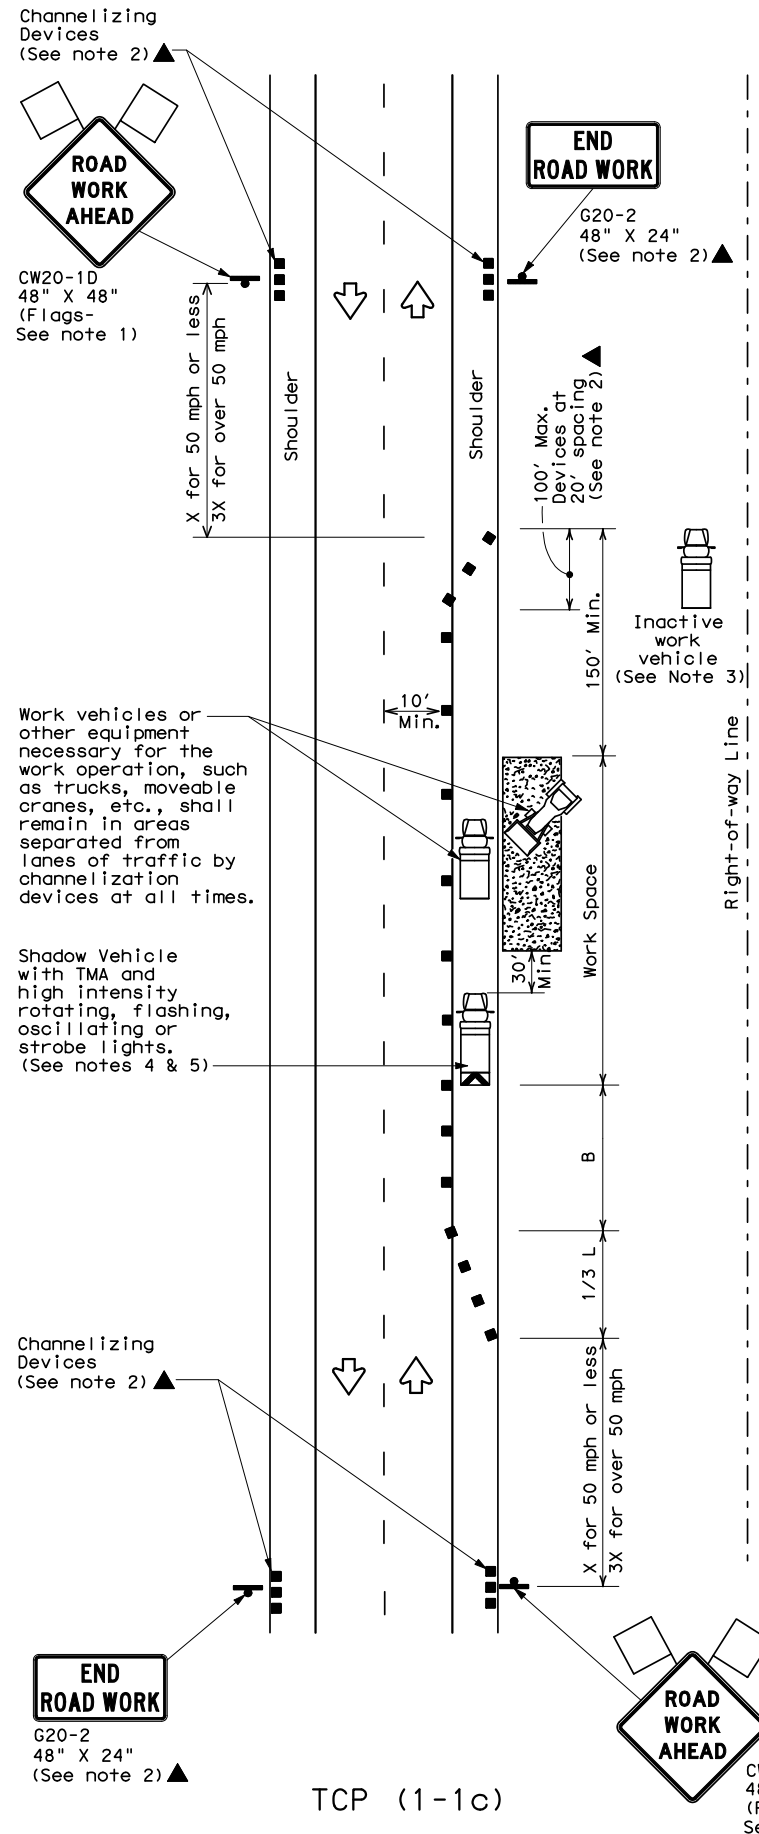 Channelizing
Devices
(See note 2)
ROAD
WORK
AHEAD
CW20-1D
48" X 48"
(Flags-
See note 1)
END
ROAD WORK
G20-2
48" X 24"
(See note 2)
X for 50 mph or less
3X for over 50 mph
Shoulder
Shoulder
100' Max.
Devices at
20' spacing
(See note 2)
150' Min.
Inactive
work
vehicle
(See Note 3)
10'
Min.
Work vehicles or
other equipment
necessary for the
work operation, such
as trucks, moveable
cranes, etc., shall
remain in areas
separated from
lanes of traffic by
channelization
devices at all times.
Right-of-way Line
Work Space
30'
Min.
Shadow Vehicle
with TMA and
high intensity
rotating, flashing,
oscillating or
strobe lights.
(See notes 4 & 5)
B
1/3 L
Channelizing
Devices
(See note 2)
X for 50 mph or less
3X for over 50 mph
END
ROAD WORK
G20-2
48" X 24"
(See note 2)
ROAD
WORK
AHEAD
TCP (1-1c)